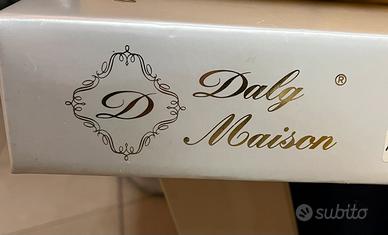 D
Dalg ®
Maison
subito